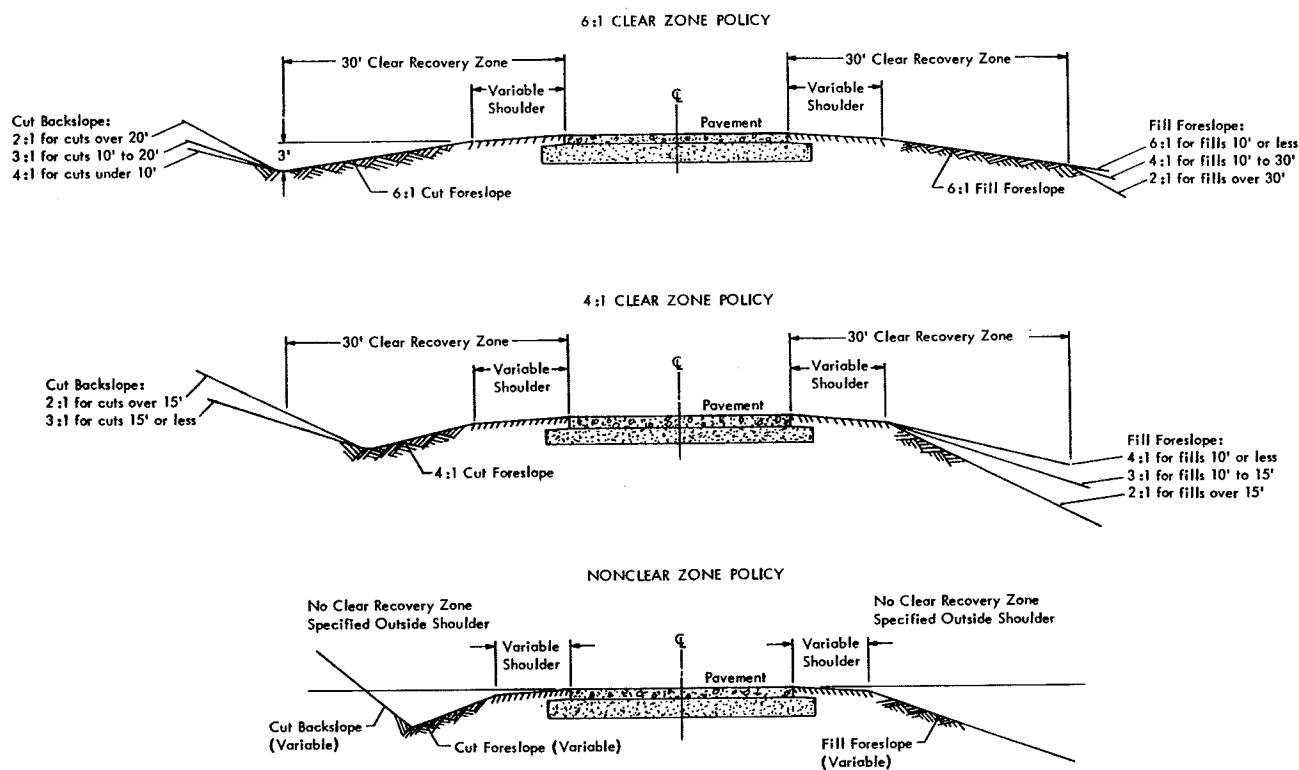 6:1 CLEAR ZONE POLICY
30' Clear Recovery Zone
30' Clear Recovery Zone
Variable
Shoulder
Variable
Shoulder
℄
Pavement
Cut Backslope:
2:1 for cuts over 20'
3:1 for cuts 10' to 20'
4:1 for cuts under 10'
3'
6:1 Cut Foreslope
6:1 Fill Foreslope
Fill Foreslope:
6:1 for fills 10' or less
4:1 for fills 10' to 30'
2:1 for fills over 30'
4:1 CLEAR ZONE POLICY
30' Clear Recovery Zone
30' Clear Recovery Zone
Variable
Shoulder
Variable
Shoulder
℄
Pavement
Cut Backslope:
2:1 for cuts over 15'
3:1 for cuts 15' or less
4:1 Cut Foreslope
Fill Foreslope:
4:1 for fills 10' or less
3:1 for fills 10' to 15'
2:1 for fills over 15'
NONCLEAR ZONE POLICY
No Clear Recovery Zone
Specified Outside Shoulder
No Clear Recovery Zone
Specified Outside Shoulder
Variable
Shoulder
Variable
Shoulder
℄
Pavement
Cut Backslope
(Variable)
Cut Foreslope (Variable)
Fill Foreslope
(Variable)